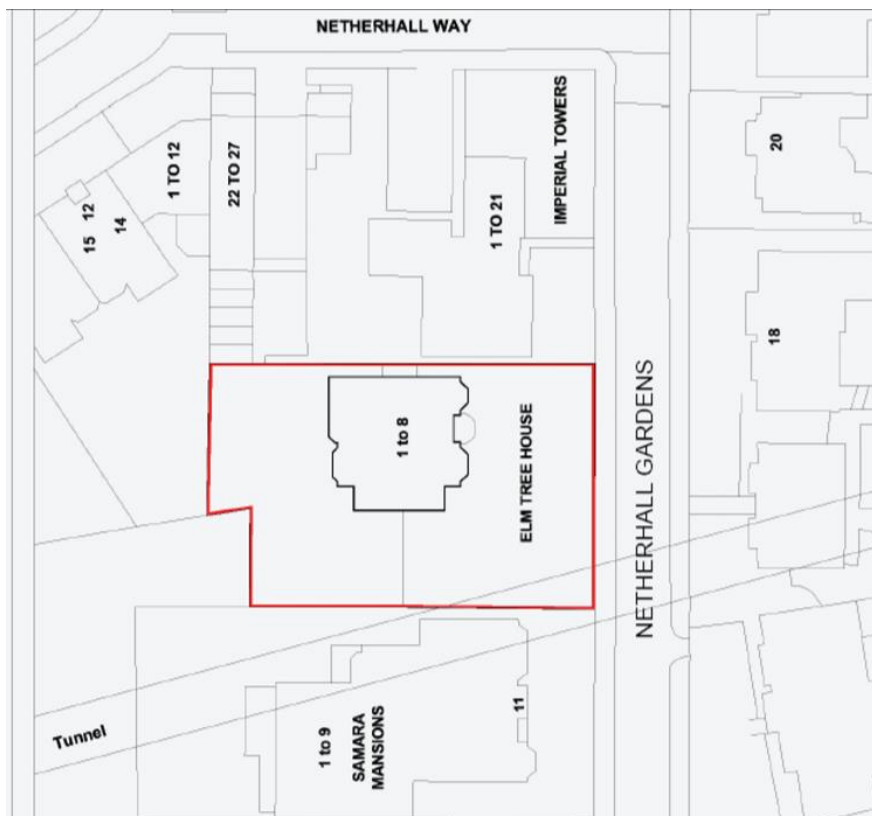 NETHERHALL WAY
1 TO 12
22 TO 27
IMPERIAL TOWERS
1 TO 21
20
12
15
14
18
1 to 8
ELM TREE HOUSE
NETHERHALL GARDENS
11
1 to 9
SAMARA
MANSIONS
Tunnel